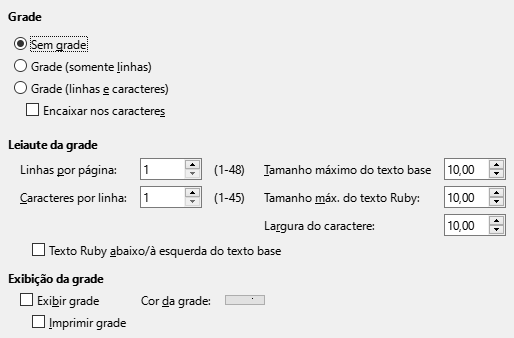 Grade
Sem grade
Grade (somente linhas)
Grade (linhas e caracteres)
Encaixar nos caracteres
Leiaute da grade
Linhas por página: 1 (1-48) Tamanho máximo do texto base 10,00
Caracteres por linha: 1 (1-45) Tamanho máx. do texto Ruby: 10,00
Largura do caractere: 10,00
Texto Ruby abaixo/à esquerda do texto base
Exibição da grade
Exibir grade Cor da grade:
Imprimir grade